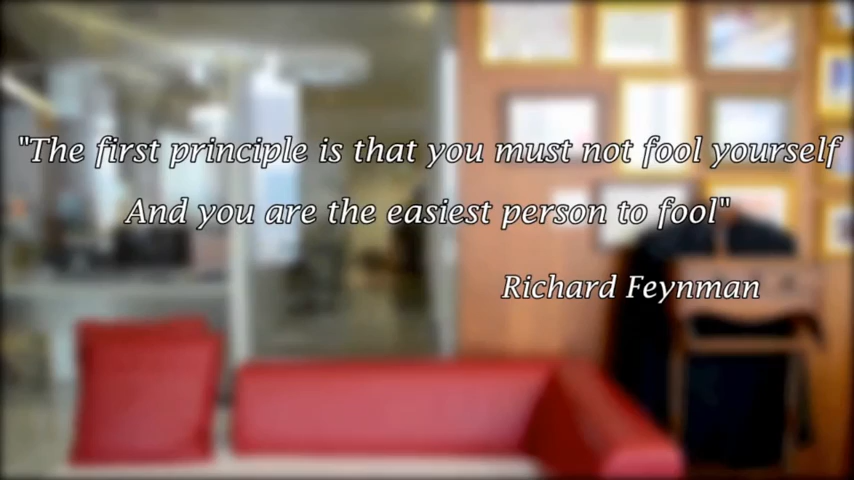 "The first principle is that you must not fool yourself
And you are the easiest person to fool"
Richard Feynman